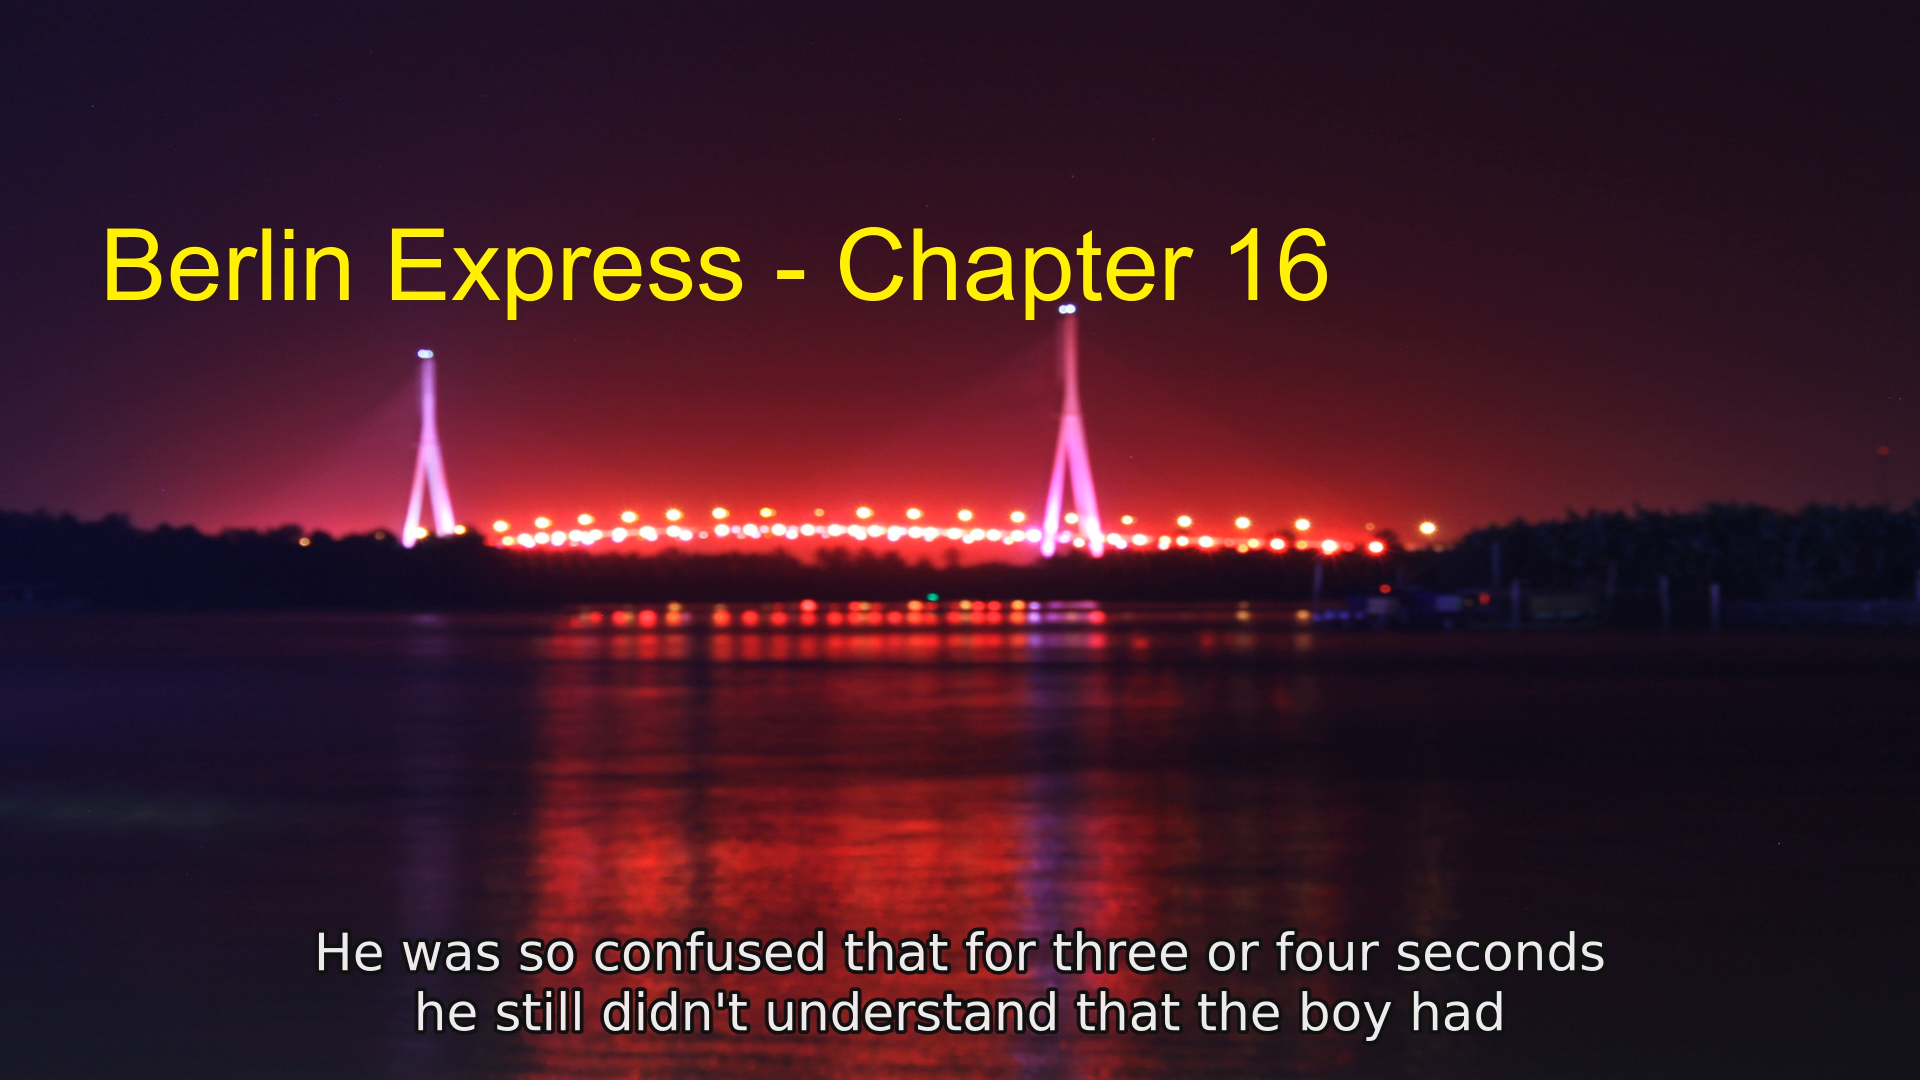 Berlin Express - Chapter 16
He was so confused that for three or four seconds
he still didn't understand that the boy had